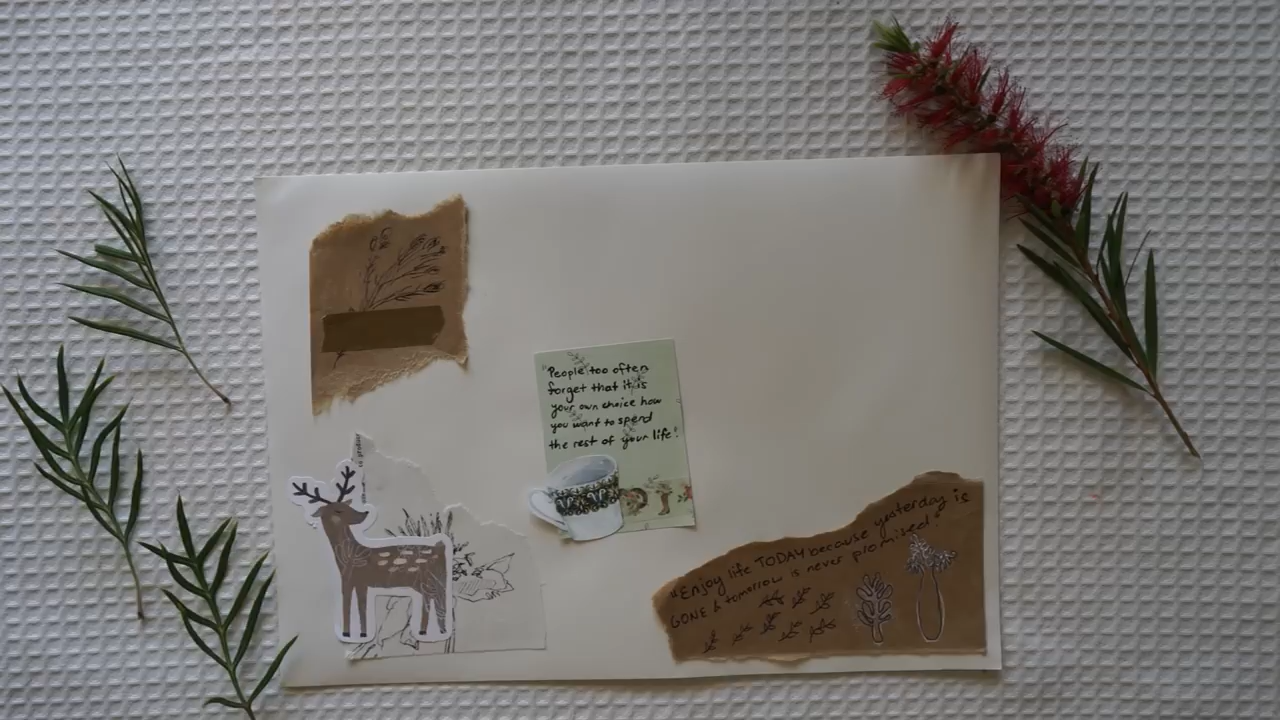 "People too often
forget that it is
your own choice how
you want to spend
the rest of your life".
"Enjoy life TODAY because yesterday is
GONE & tomorrow is never promised."